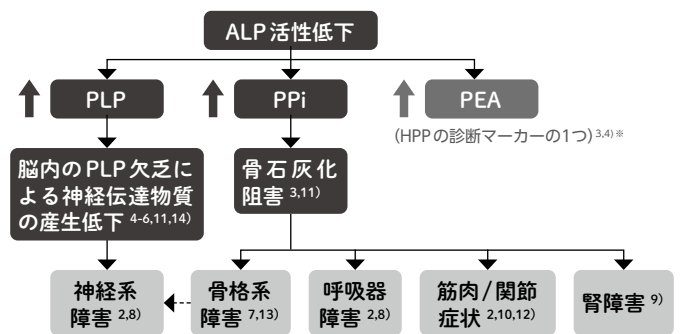 ALP活性低下
PLP
PPi
PEA
(HPPの診断マーカーの1つ) 3,4)※
脳内のPLP欠乏に
よる神経伝達物質
の産生低下 4-6,11,14)
骨石灰化
阻害 3,11)
神経系
障害 2,8)
骨格系
障害 7,13)
呼吸器
障害 2,8)
筋肉/関節
症状 2,10,12)
腎障害 9)